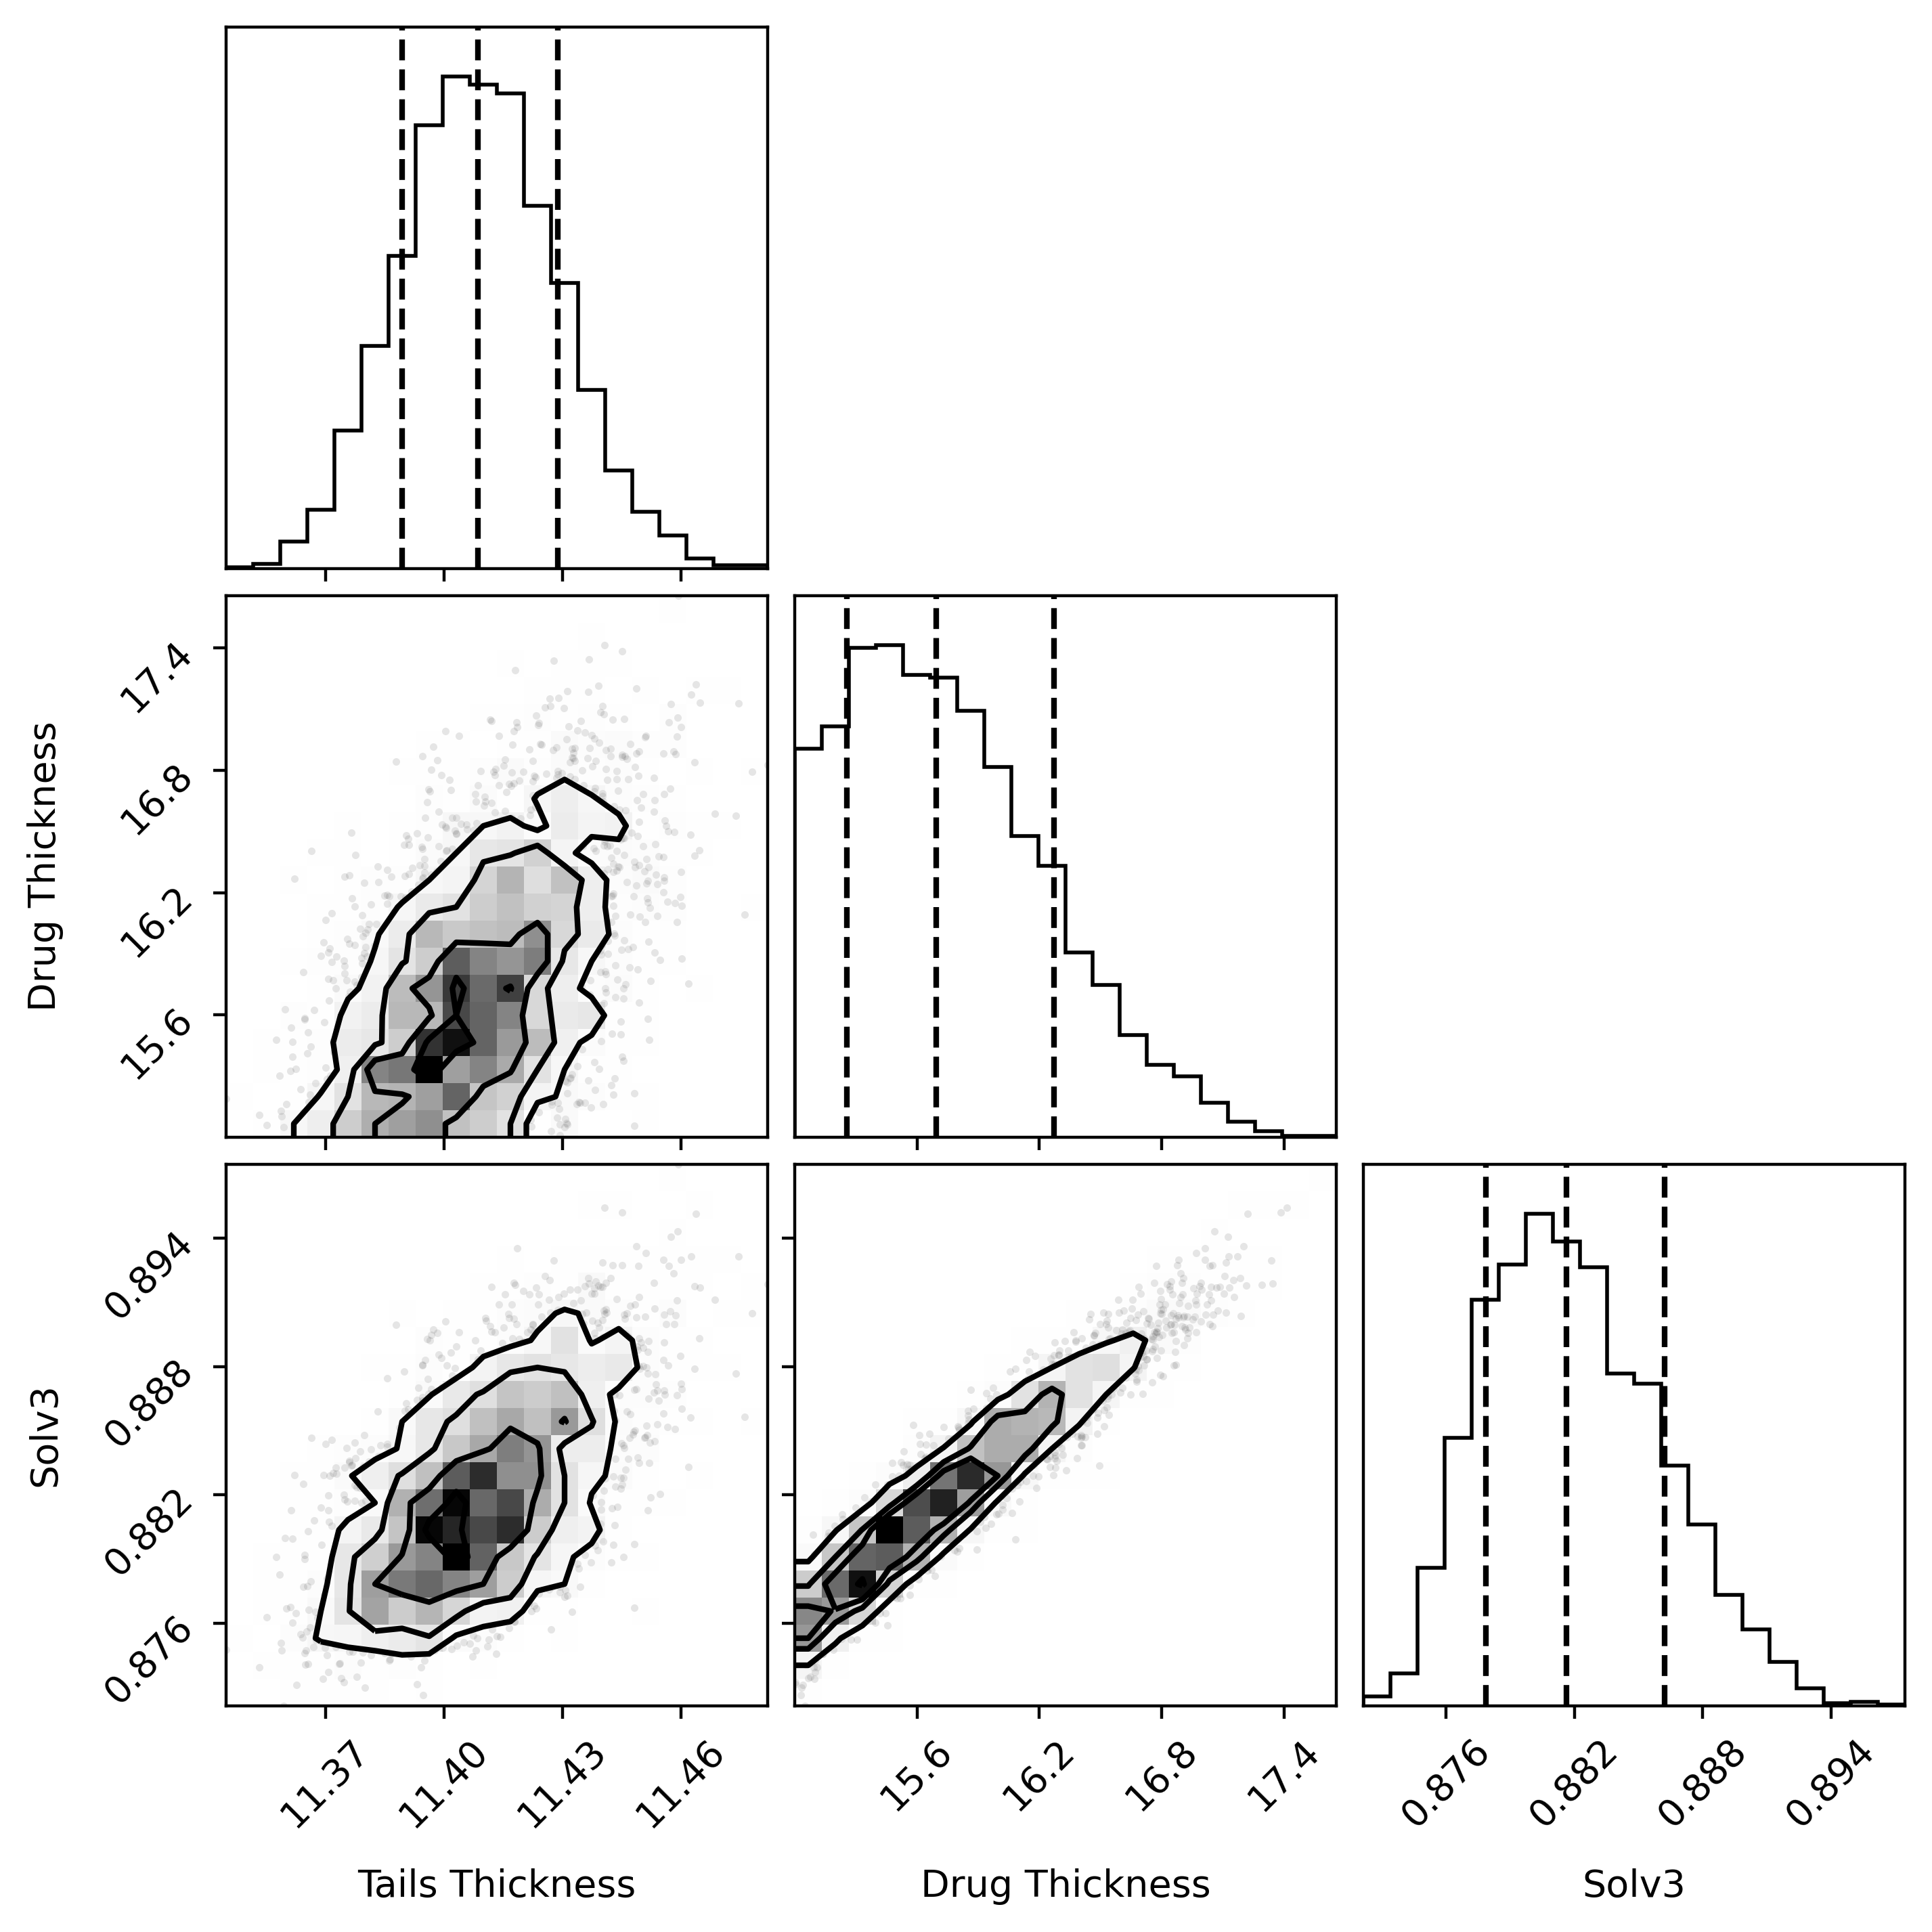 Drug Thickness
17.4
16.8
16.2
15.6
Solv3
0.894
0.888
0.882
0.876
11.37 11.40 11.43 11.46
15.6 16.2 16.8 17.4
0.876 0.882 0.888 0.894
Tails Thickness
Drug Thickness
Solv3